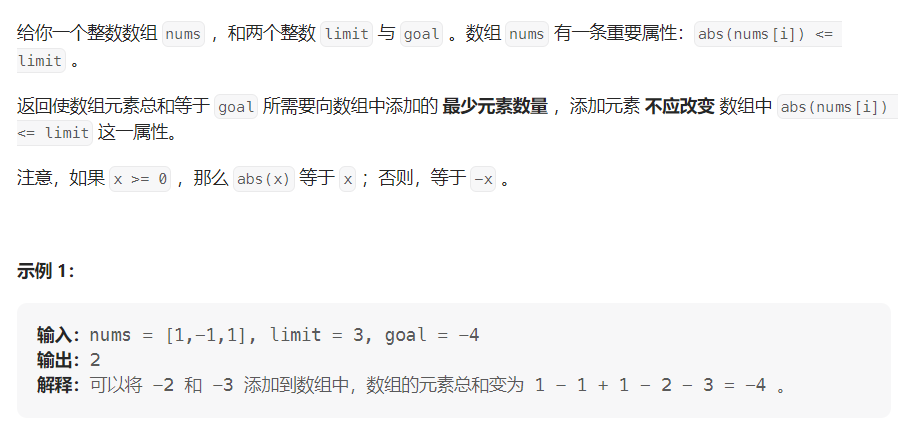 给你一个整数数组 nums ，和两个整数 limit 与 goal 。数组 nums 有一条重要属性：abs(nums[i]) <=
limit 。
返回使数组元素总和等于 goal 所需要向数组中添加的 最少元素数量 ，添加元素 不应改变 数组中 abs(nums[i])
<= limit 这一属性。
注意，如果 x >= 0 ，那么 abs(x) 等于 x ；否则，等于 -x 。
示例 1：
输入：nums = [1,-1,1], limit = 3, goal = -4
输出：2
解释：可以将 -2 和 -3 添加到数组中，数组的元素总和变为 1 - 1 + 1 - 2 - 3 = -4 。